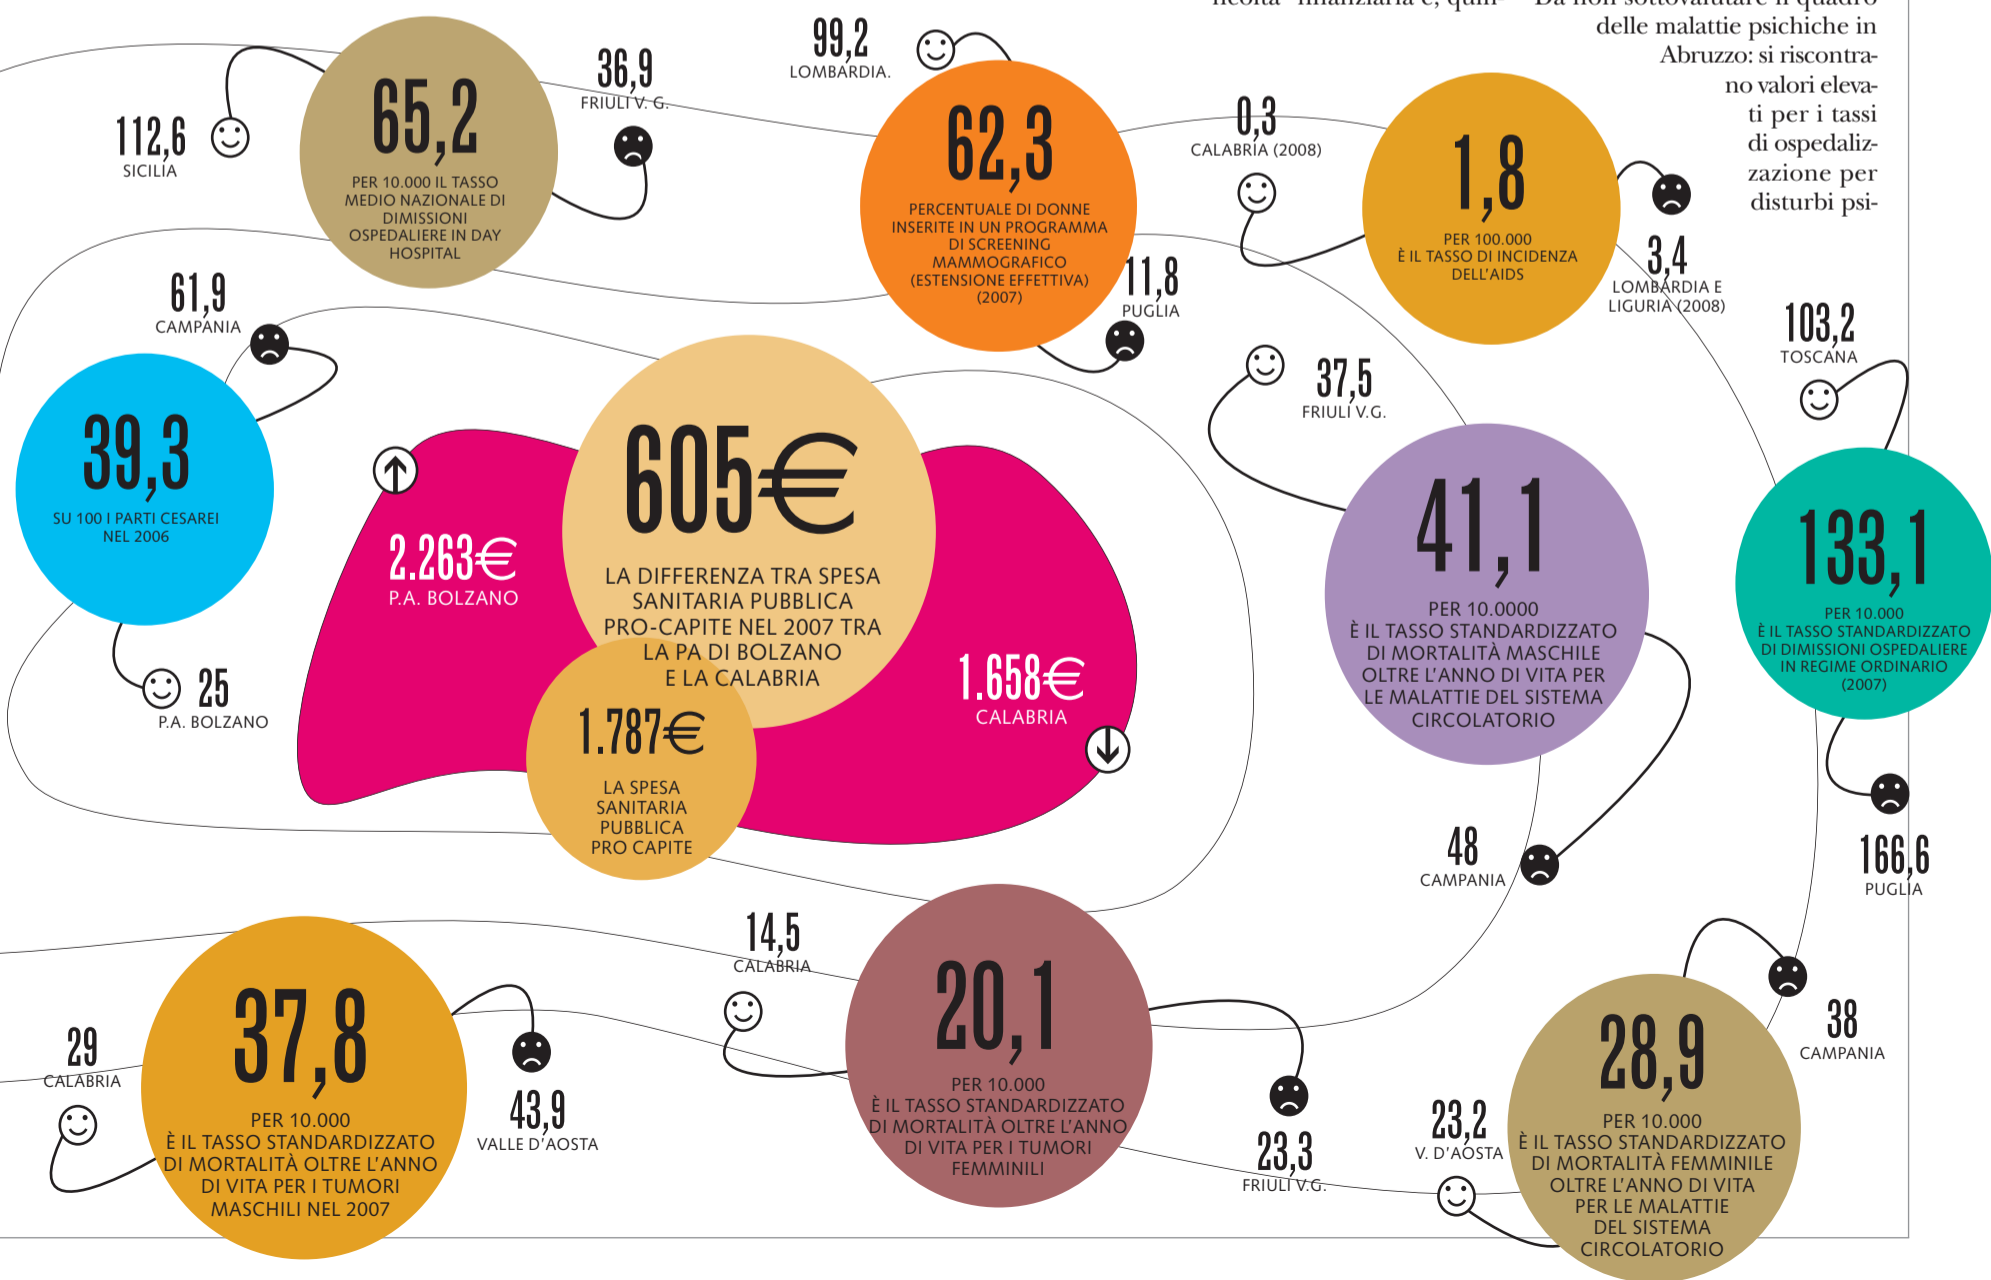 ficoltà" finanziaria e, quin-
Da non sottovalutare il quadro
delle malattie psichiche in
Abruzzo: si riscontra-
no valori eleva-
ti per i tassi
di ospedaliz-
zazione per
disturbi psi-
112,6
SICILIA
65,2
PER 10.000 IL TASSO
MEDIO NAZIONALE DI
DIMISSIONI
OSPEDALIERE IN DAY
HOSPITAL
36,9
FRIULI V. G.
99,2
LOMBARDIA.
62,3
PERCENTUALE DI DONNE
INSERITE IN UN PROGRAMMA
DI SCREENING
MAMMOGRAFICO
(ESTENSIONE EFFETTIVA)
(2007)
11,8
PUGLIA
0,3
CALABRIA (2008)
1,8
PER 100.000
È IL TASSO DI INCIDENZA
DELL'AIDS
3,4
LOMBARDIA E
LIGURIA (2008)
61,9
CAMPANIA
39,3
SU 100 I PARTI CESAREI
NEL 2006
25
P.A. BOLZANO
2.263€
P.A. BOLZANO
605€
LA DIFFERENZA TRA SPESA
SANITARIA PUBBLICA
PRO-CAPITE NEL 2007 TRA
LA PA DI BOLZANO
E LA CALABRIA
1.787€
LA SPESA
SANITARIA
PUBBLICA
PRO CAPITE
1.658€
CALABRIA
37,5
FRIULI V.G.
41,1
PER 10.0000
È IL TASSO STANDARDIZZATO
DI MORTALITÀ MASCHILE
OLTRE L'ANNO DI VITA PER
LE MALATTIE DEL SISTEMA
CIRCOLATORIO
48
CAMPANIA
103,2
TOSCANA
133,1
PER 10.000
È IL TASSO STANDARDIZZATO
DI DIMISSIONI OSPEDALIERE
IN REGIME ORDINARIO
(2007)
166,6
PUGLIA
29
CALABRIA
37,8
PER 10.000
È IL TASSO STANDARDIZZATO
DI MORTALITÀ OLTRE L'ANNO
DI VITA PER I TUMORI
MASCHILI NEL 2007
43,9
VALLE D'AOSTA
14,5
CALABRIA
20,1
PER 10.000
È IL TASSO STANDARDIZZATO
DI MORTALITÀ OLTRE L'ANNO
DI VITA PER I TUMORI
FEMMINILI
23,3
FRIULI V.G.
23,2
V. D'AOSTA
28,9
PER 10.000
È IL TASSO STANDARDIZZATO
DI MORTALITÀ FEMMINILE
OLTRE L'ANNO DI VITA
PER LE MALATTIE
DEL SISTEMA
CIRCOLATORIO
38
CAMPANIA